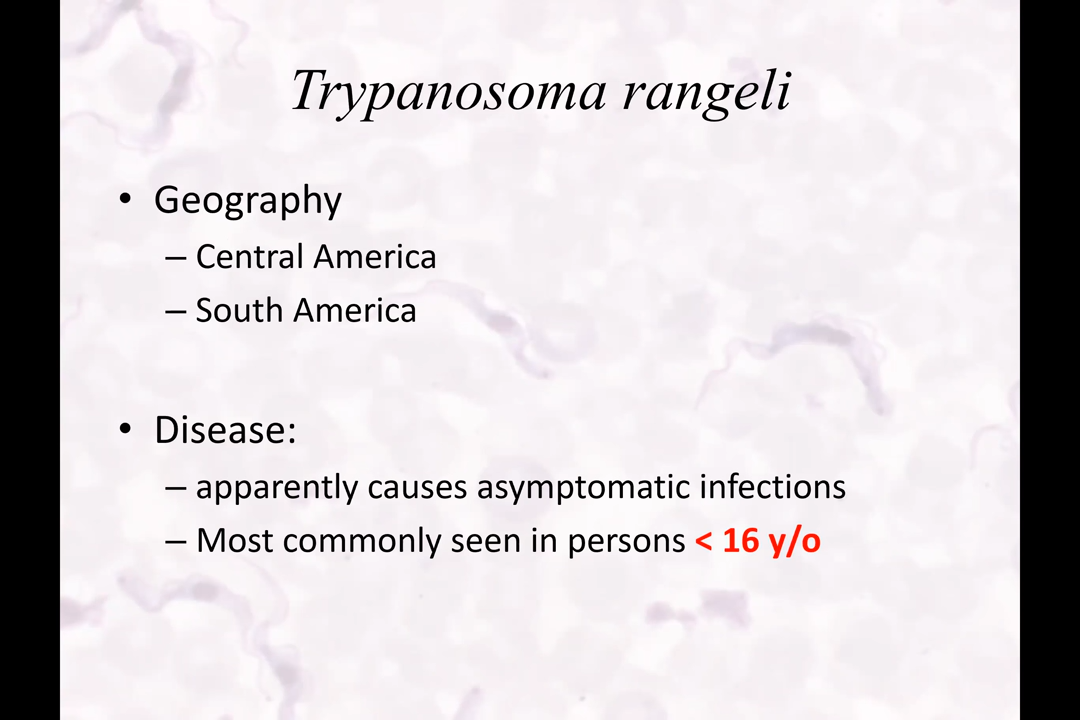 Trypanosoma rangeli
• Geography
– Central America
– South America
• Disease:
– apparently causes asymptomatic infections
– Most commonly seen in persons < 16 y/o